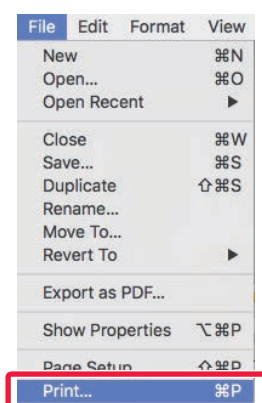 File Edit Format View
New ⌘N
Open... ⌘O
Open Recent ▶
Close ⌘W
Save... ⌘S
Duplicate ⇧⌘S
Rename...
Move To...
Revert To ▶
Export as PDF...
Show Properties ⌥⌘P
Page Setup ⇧⌘P
Print... ⌘P